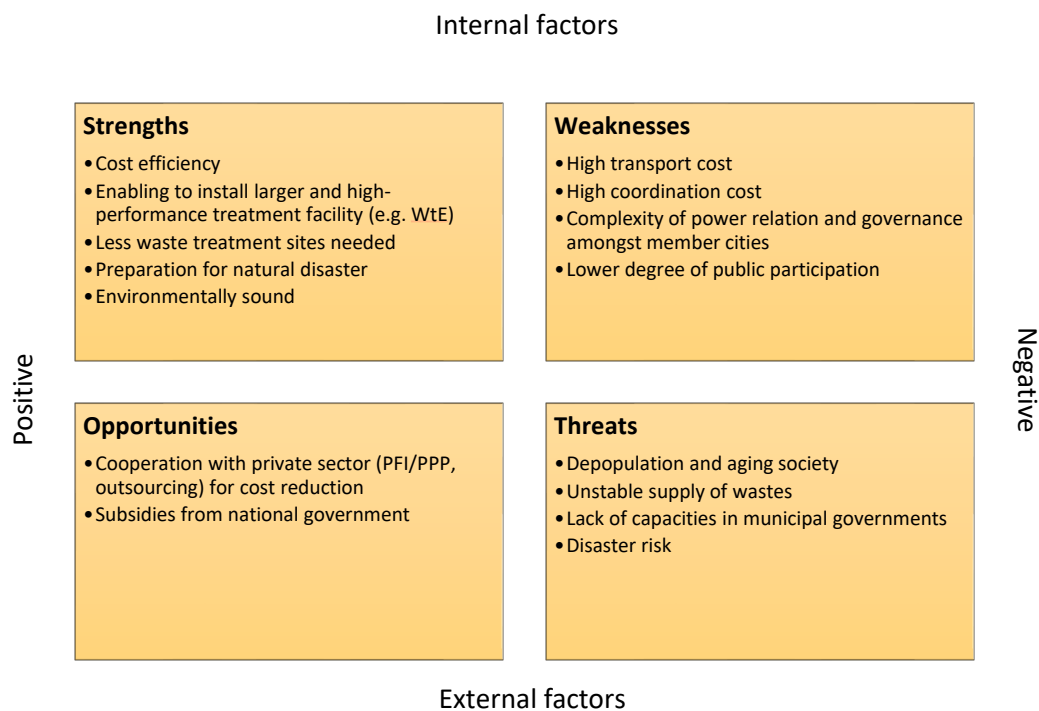 Internal factors
Strengths
•Cost efficiency
•Enabling to install larger and high-
performance treatment facility (e.g. WtE)
•Less waste treatment sites needed
•Preparation for natural disaster
•Environmentally sound
Weaknesses
•High transport cost
•High coordination cost
•Complexity of power relation and governance
amongst member cities
•Lower degree of public participation
Positive
Negative
Opportunities
•Cooperation with private sector (PFI/PPP,
outsourcing) for cost reduction
•Subsidies from national government
Threats
•Depopulation and aging society
•Unstable supply of wastes
•Lack of capacities in municipal governments
•Disaster risk
External factors